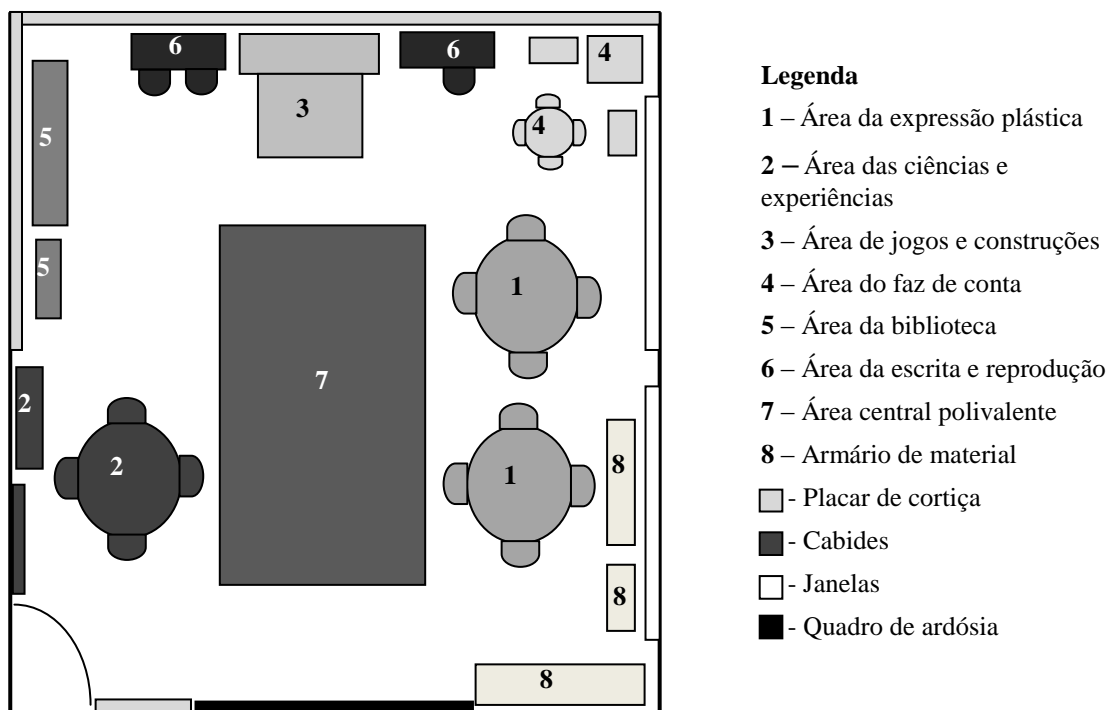 6
6
4
3
4
5
5
1
7
2
2
1
8
8
8
Legenda
1 – Área da expressão plástica
2 – Área das ciências e
experiências
3 – Área de jogos e construções
4 – Área do faz de conta
5 – Área da biblioteca
6 – Área da escrita e reprodução
7 – Área central polivalente
8 – Armário de material
- Placar de cortiça
- Cabides
- Janelas
- Quadro de ardósia